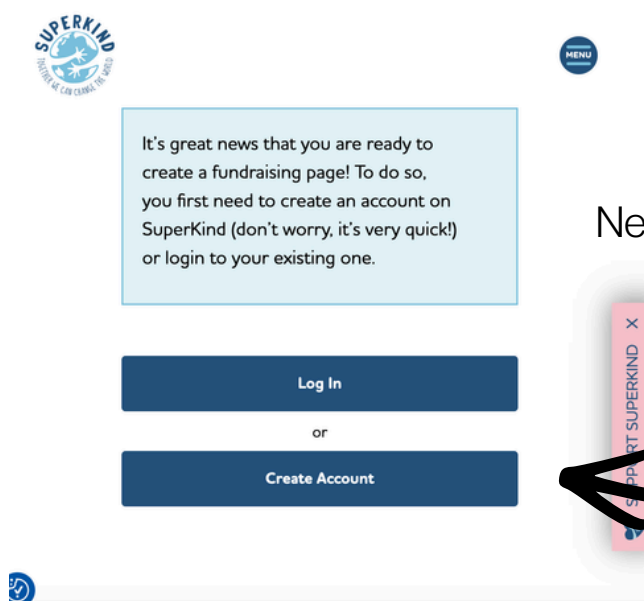 SUPERKIND
TOGETHER WE CAN CHANGE THE WORLD
MENU
It's great news that you are ready to
create a fundraising page! To do so,
you first need to create an account on
SuperKind (don't worry, it's very quick!)
or login to your existing one.
Ne
X
SUPPORT SUPERKIND
Log In
or
Create Account